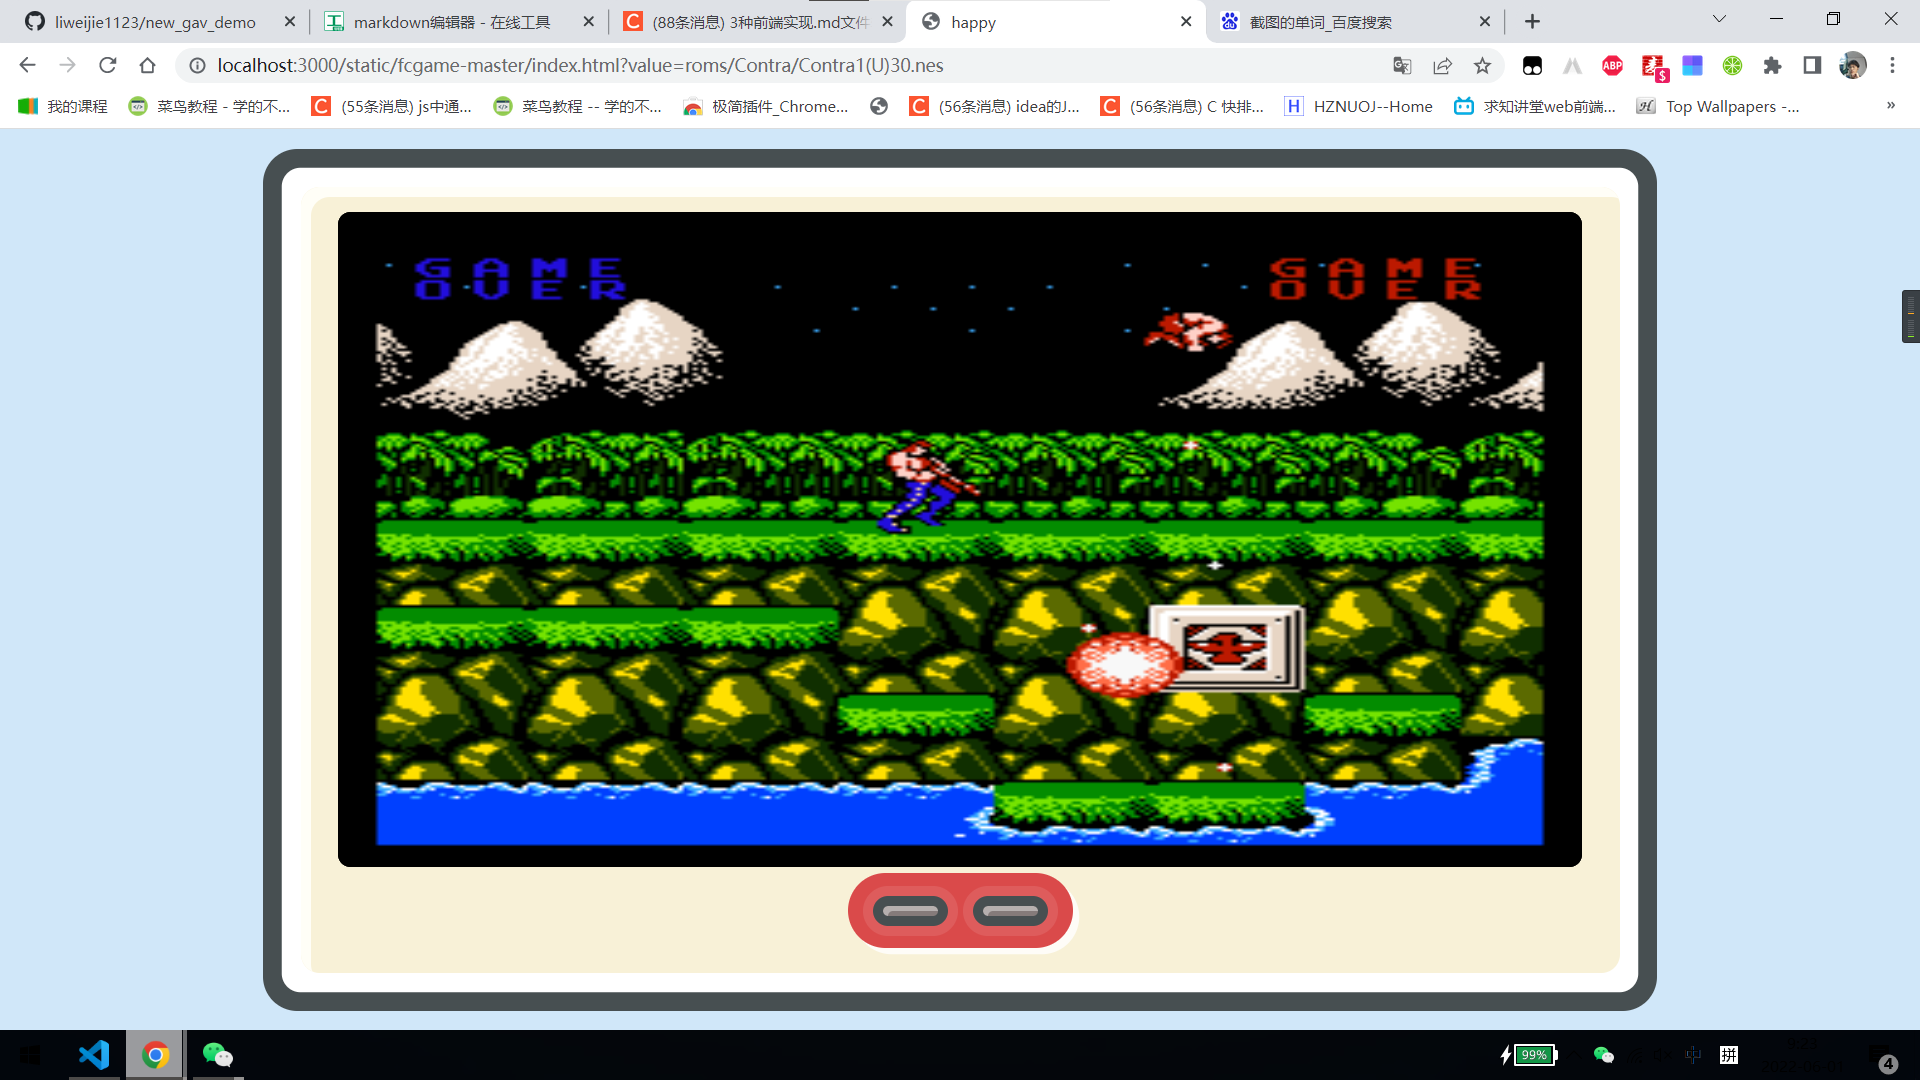 liweijie1123/new_gav_demo
markdown编辑器 - 在线工具
(88条消息) 3种前端实现.md文件
happy
截图的单词_百度搜索
localhost:3000/static/fcgame-master/index.html?value=roms/Contra/Contra1(U)30.nes
ABP
$
我的课程
菜鸟教程 - 学的不...
(55条消息) js中通...
菜鸟教程 -- 学的不...
极简插件_Chrome...
(56条消息) idea的J...
(56条消息) C 快排...
HZNUOJ--Home
求知讲堂web前端...
Top Wallpapers -...
»
GAME
OVER
GAME
OVER
99%
中
拼
4